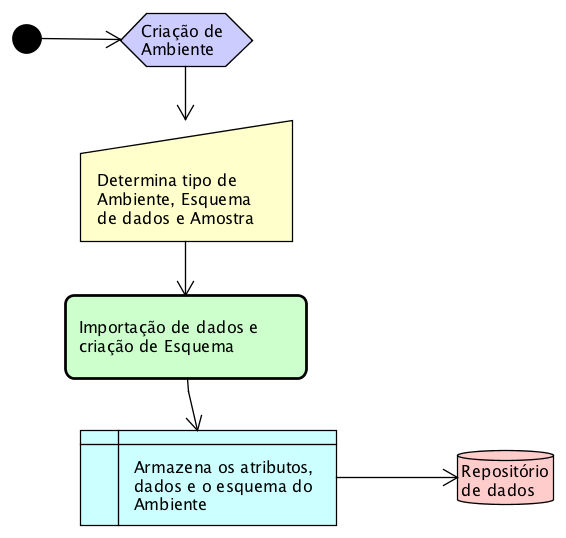 Criação de
Ambiente
Determina tipo de
Ambiente, Esquema
de dados e Amostra
Importação de dados e
criação de Esquema
Armazena os atributos,
dados e o esquema do
Ambiente
Repositório
de dados